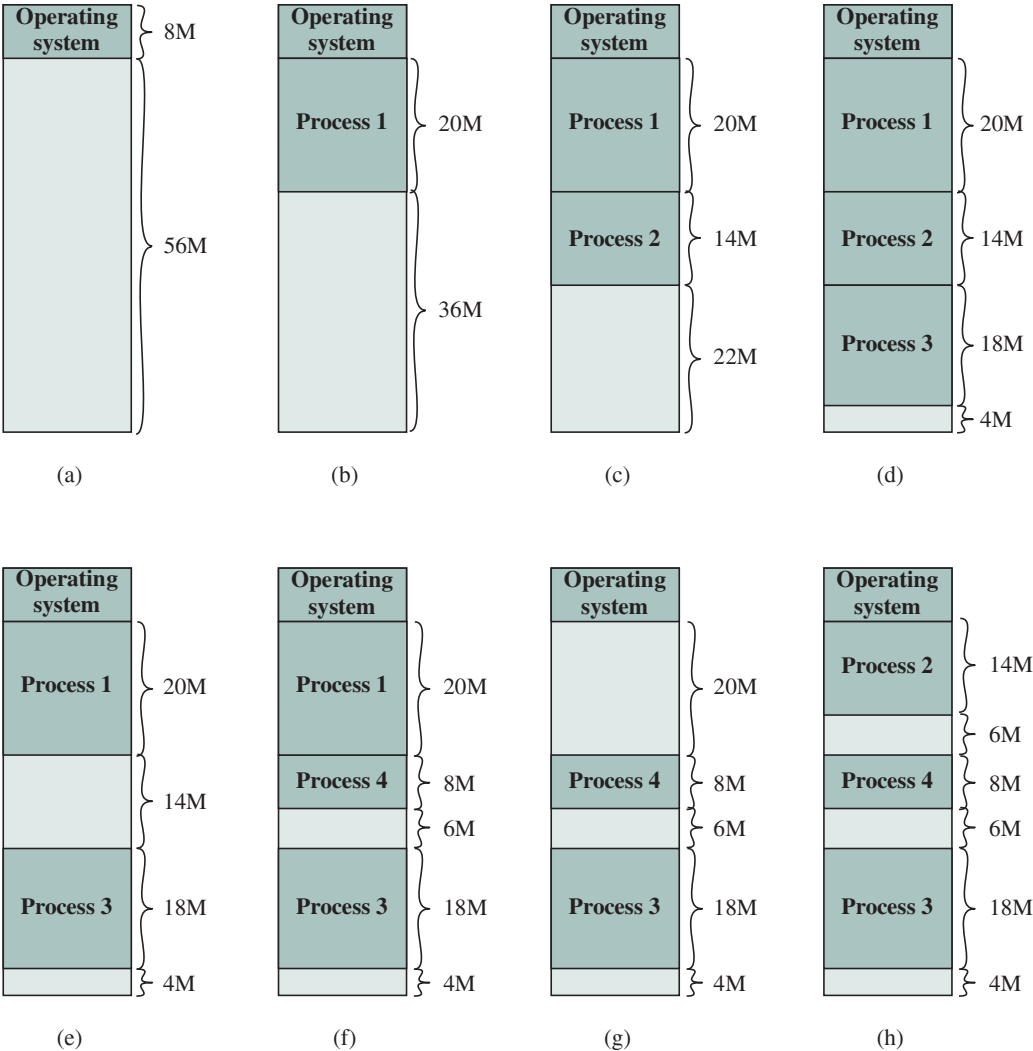 Operating
system
8M
56M
(a)
Operating
system
Process 1
20M
36M
(b)
Operating
system
Process 1
20M
Process 2
14M
22M
(c)
Operating
system
Process 1
20M
Process 2
14M
Process 3
18M
4M
(d)
Operating
system
Process 1
20M
14M
Process 3
18M
4M
(e)
Operating
system
Process 1
20M
Process 4
8M
6M
Process 3
18M
4M
(f)
Operating
system
20M
Process 4
8M
6M
Process 3
18M
4M
(g)
Operating
system
Process 2
14M
6M
Process 4
8M
6M
Process 3
18M
4M
(h)